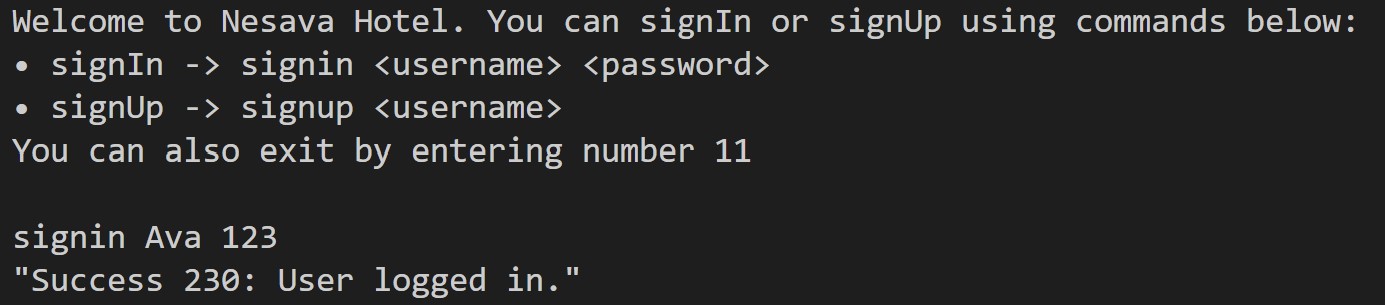 Welcome to Nesava Hotel. You can signIn or signUp using commands below:
• signIn -> signin <username> <password>
• signUp -> signup <username>
You can also exit by entering number 11
signin Ava 123
"Success 230: User logged in."